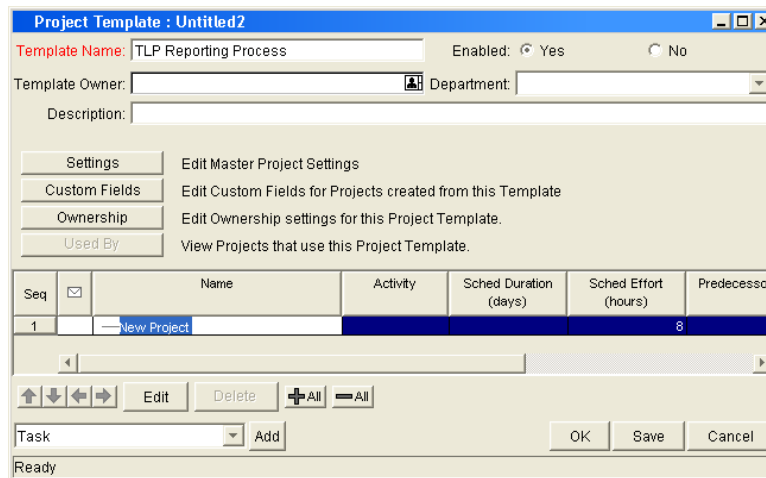 Project Template : Untitled2
Template Name: TLP Reporting Process Enabled: Yes No
Template Owner: Department:
Description:
Settings Edit Master Project Settings
Custom Fields Edit Custom Fields for Projects created from this Template
Ownership Edit Ownership settings for this Project Template.
Used By View Projects that use this Project Template.
Seq Name Activity Sched Duration (days) Sched Effort (hours) Predecesso
1 New Project 8
Edit Delete All All
Task Add OK Save Cancel
Ready